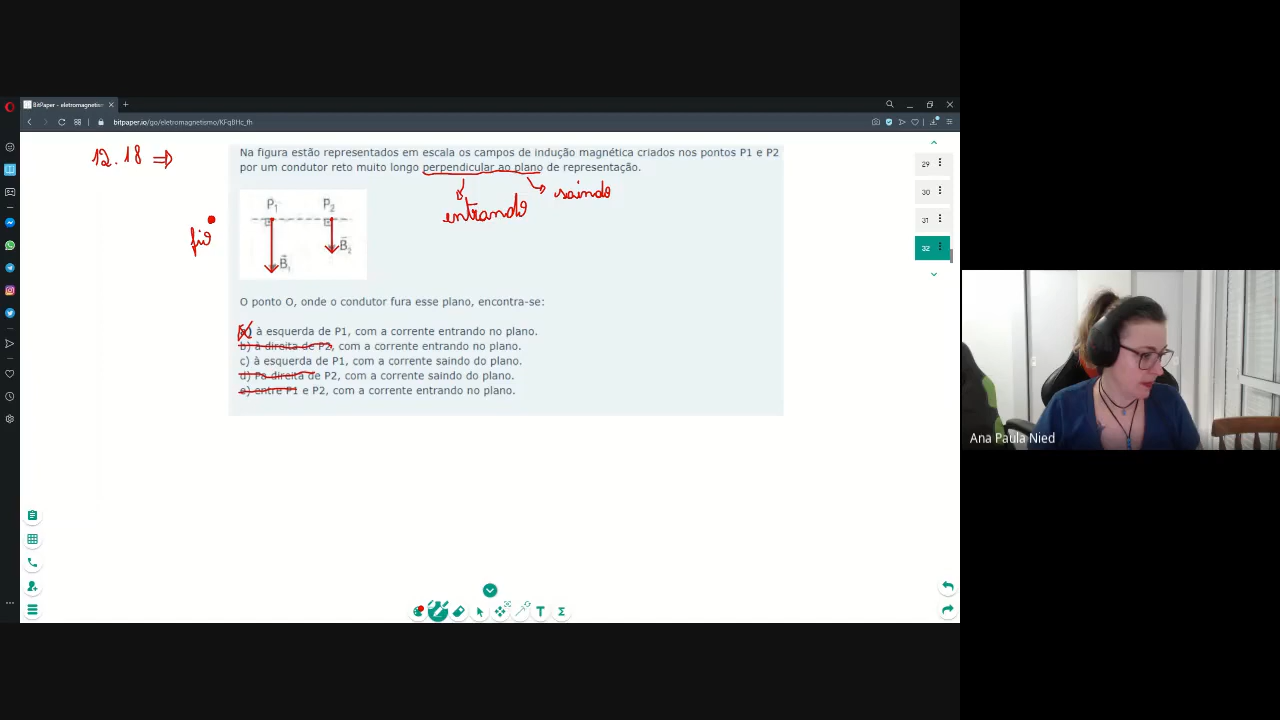 BitPaper – eletromagnetism
bitpaper.io/go/eletromagnetismo/KFqBHc_fh
12.18 ⇒
Na figura estão representados em escala os campos de indução magnética criados nos pontos P1 e P2
por um condutor reto muito longo perpendicular ao plano de representação.
entrando
saindo
fio
P1
P2
B1
B2
O ponto O, onde o condutor fura esse plano, encontra-se:
a) à esquerda de P1, com a corrente entrando no plano.
b) à direita de P2, com a corrente entrando no plano.
c) à esquerda de P1, com a corrente saindo do plano.
d) Pa direita de P2, com a corrente saindo do plano.
e) entre P1 e P2, com a corrente entrando no plano.
29
30
31
32
T
Σ
Ana Paula Nied